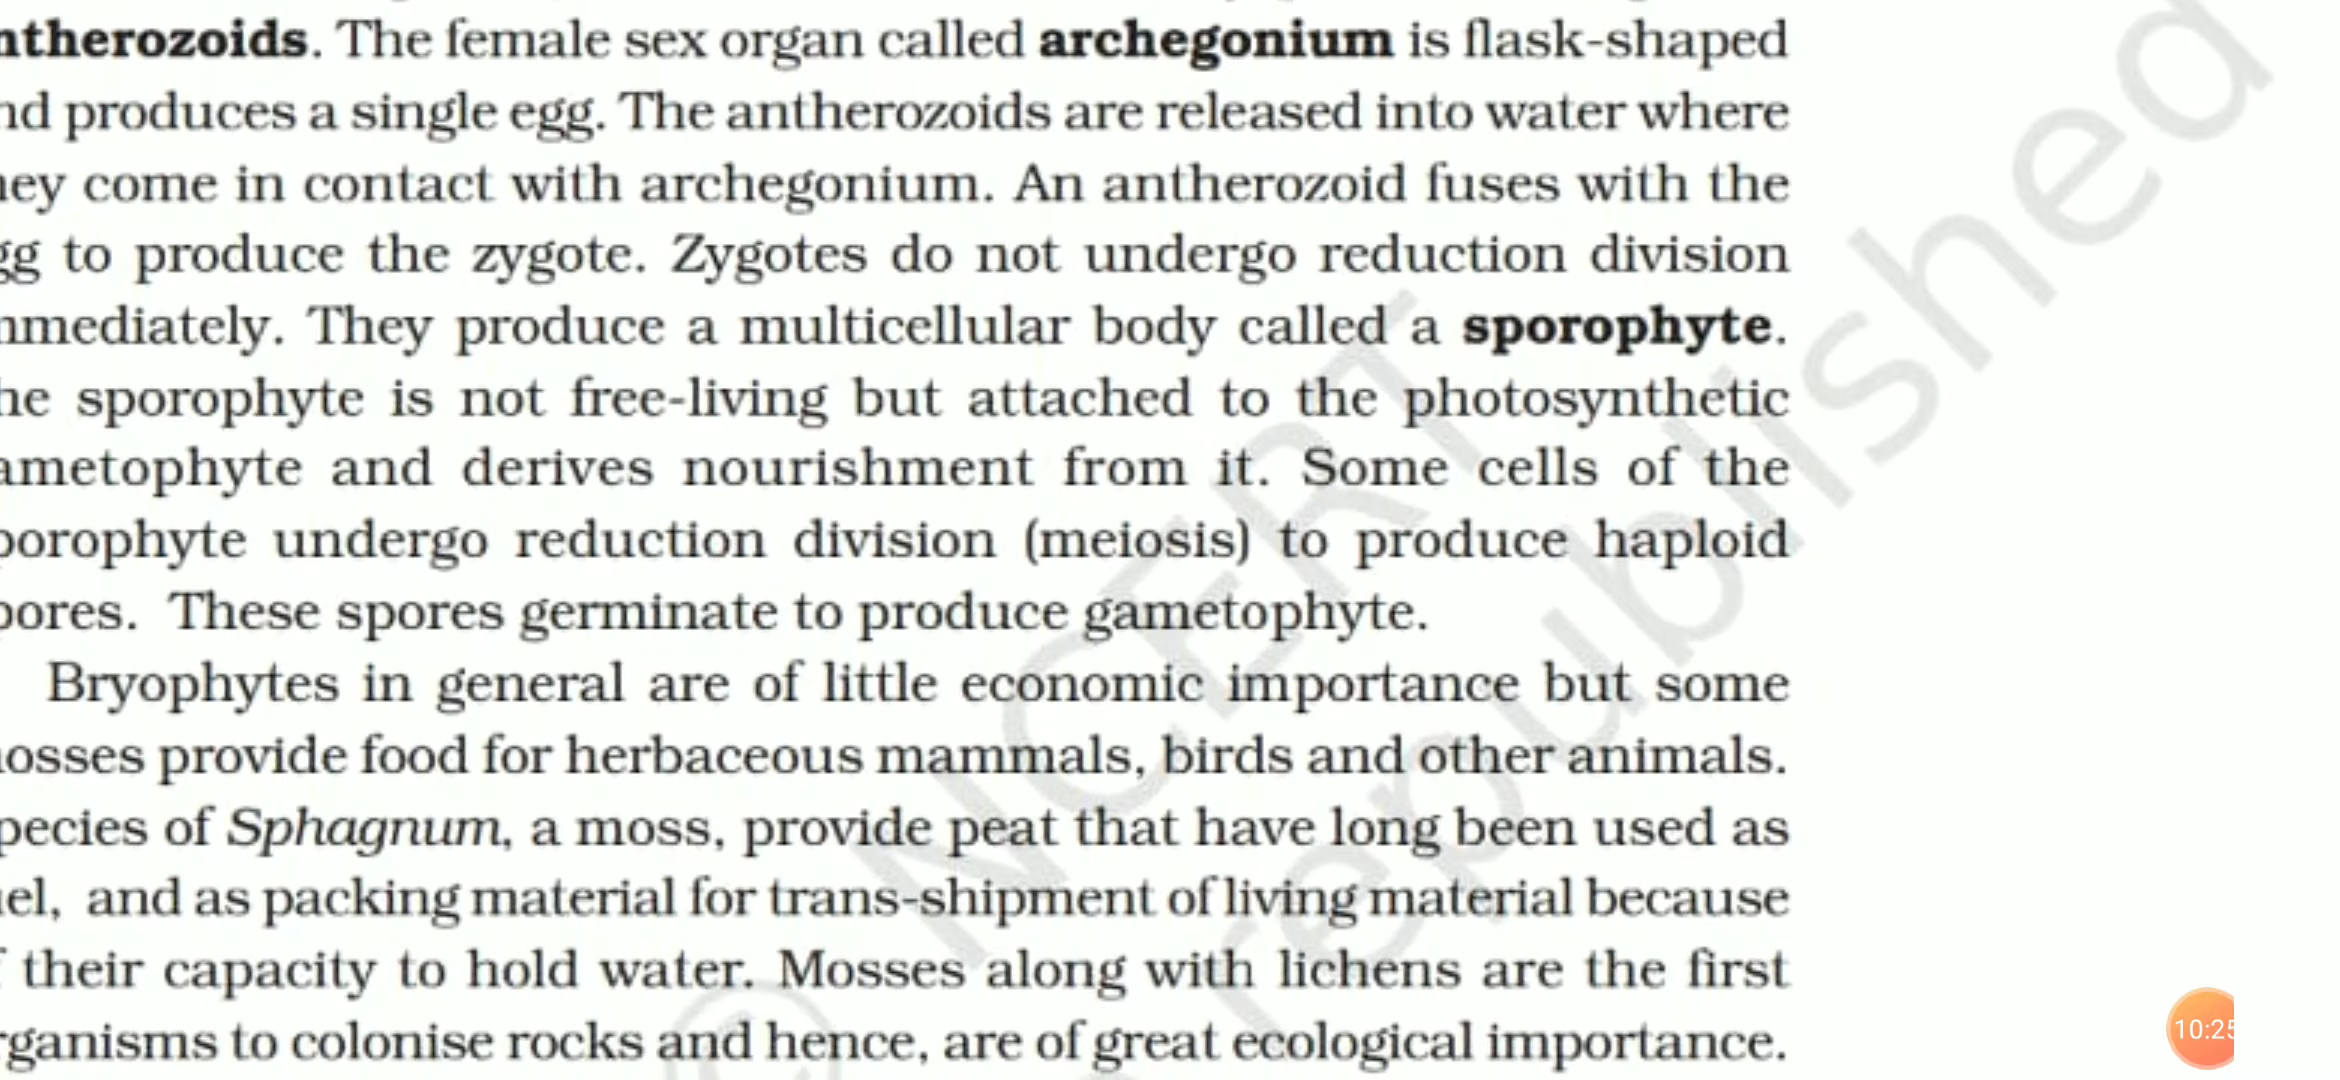 ntherozoids. The female sex organ called archegonium is flask-shaped
nd produces a single egg. The antherozoids are released into water where
hey come in contact with archegonium. An antherozoid fuses with the
gg to produce the zygote. Zygotes do not undergo reduction division
mmediately. They produce a multicellular body called a sporophyte.
he sporophyte is not free-living but attached to the photosynthetic
ametophyte and derives nourishment from it. Some cells of the
porophyte undergo reduction division (meiosis) to produce haploid
pores. These spores germinate to produce gametophyte.
Bryophytes in general are of little economic importance but some
osses provide food for herbaceous mammals, birds and other animals.
pecies of Sphagnum, a moss, provide peat that have long been used as
el, and as packing material for trans-shipment of living material because
their capacity to hold water. Mosses along with lichens are the first
rganisms to colonise rocks and hence, are of great ecological importance.
© NCERT
republished
10:25